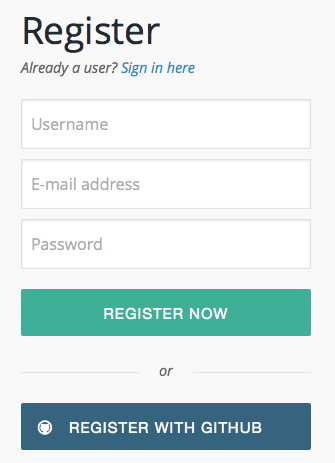 Register
Already a user? Sign in here
Username
E-mail address
Password
REGISTER NOW
or
REGISTER WITH GITHUB